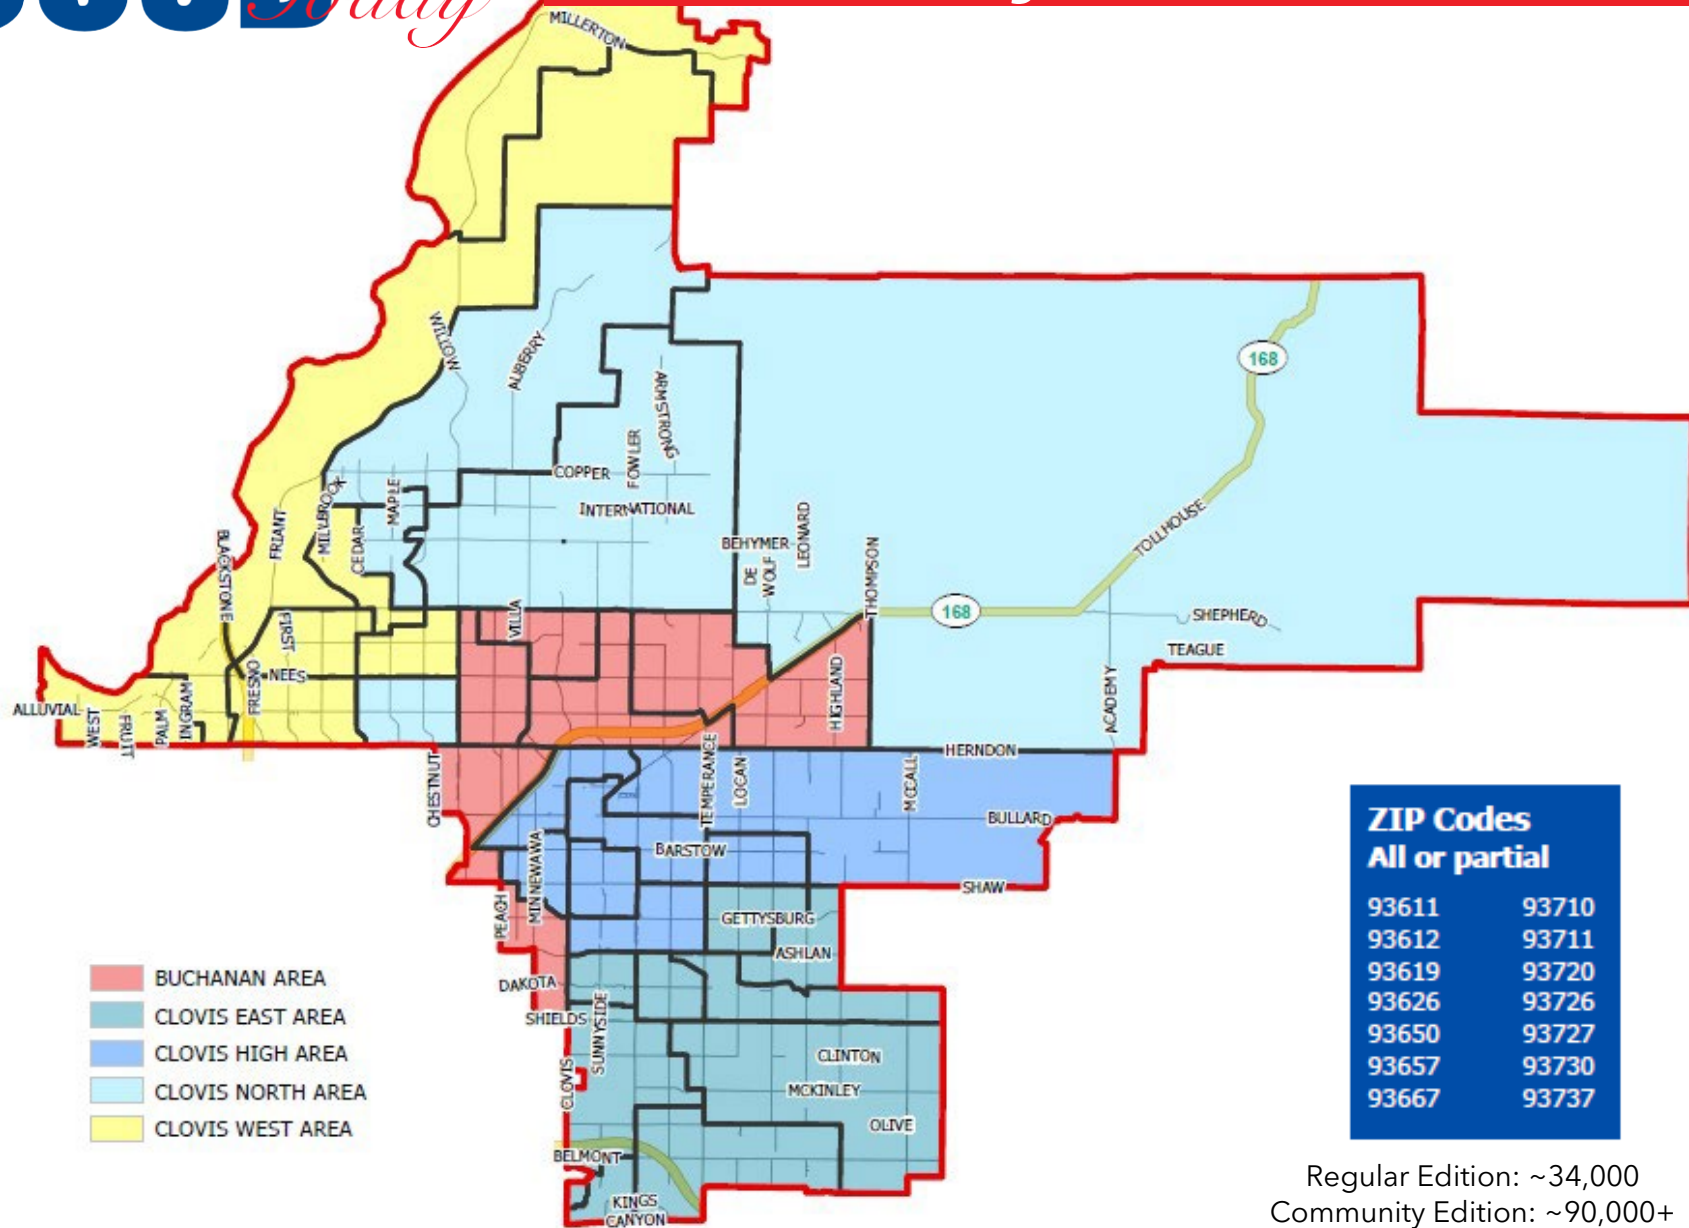 Today
MILLERTON
168
WILLOW
AUBERRY
ARMSTRONG
FOWLER
COPPER
INTERNATIONAL
MAPLE
MILLBROOK
CEDAR
FRIANT
BLACKSTONE
BEHYMER
LEONARD
DE WOLF
THOMPSON
TOLLHOUSE
168
SHEPHERD
TEAGUE
ACADEMY
FIRST
VILLA
NEES
FRESNO
HIGHLAND
ALLUVIAL
WEST
FRUIT
PALM
INGRAM
HERNDON
CHESTNUT
TEMPERANCE
LOGAN
MCCALL
BULLARD
MINNEWAWA
BARSTOW
SHAW
PEACH
GETTYSBURG
ASHLAN
DAKOTA
SHIELDS
SUNNYSIDE
CLOVIS
CLINTON
MCKINLEY
OLIVE
BELMONT
KINGS
CANYON
BUCHANAN AREA
CLOVIS EAST AREA
CLOVIS HIGH AREA
CLOVIS NORTH AREA
CLOVIS WEST AREA
ZIP Codes
All or partial
93611 93710
93612 93711
93619 93720
93626 93726
93650 93727
93657 93730
93667 93737
Regular Edition: ~34,000
Community Edition: ~90,000+